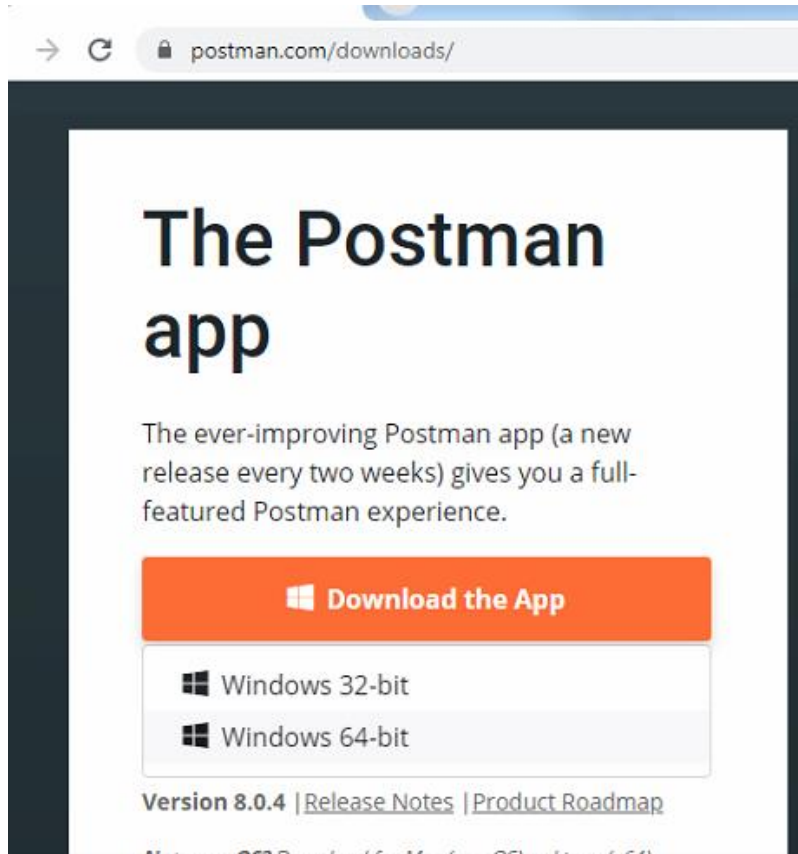 postman.com/downloads/
The Postman
app
The ever-improving Postman app (a new
release every two weeks) gives you a full-
featured Postman experience.
Download the App
Windows 32-bit
Windows 64-bit
Version 8.0.4 | Release Notes | Product Roadmap